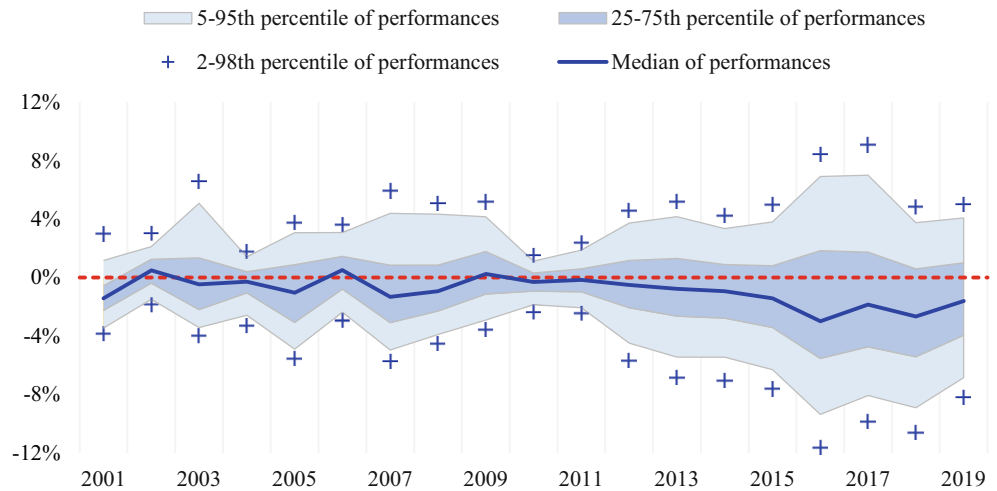 5-95th percentile of performances 25-75th percentile of performances
2-98th percentile of performances Median of performances
12%
8%
4%
0%
-4%
-8%
-12%
2001 2003 2005 2007 2009 2011 2013 2015 2017 2019